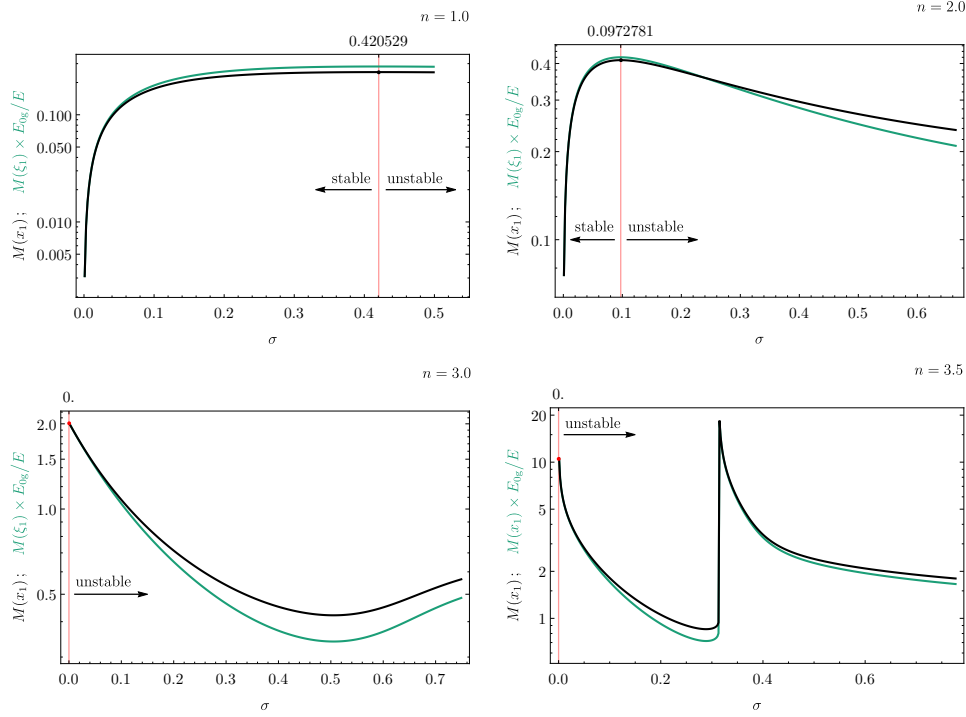 n = 1.0
0.420529
M(x₁) ; M(ξ₁) × E₀g/E
0.100
0.050
0.010
0.005
stable unstable
0.0 0.1 0.2 0.3 0.4 0.5
σ
n = 2.0
0.0972781
M(x₁) ; M(ξ₁) × E₀g/E
0.4
0.3
0.2
0.1
stable unstable
0.0 0.1 0.2 0.3 0.4 0.5 0.6
σ
n = 3.0
0.
M(x₁) ; M(ξ₁) × E₀g/E
2.0
1.5
1.0
0.5
unstable
0.0 0.1 0.2 0.3 0.4 0.5 0.6 0.7
σ
n = 3.5
0.
M(x₁) ; M(x₁) × E₀g/E
20
10
5
2
1
unstable
0.0 0.2 0.4 0.6
σ